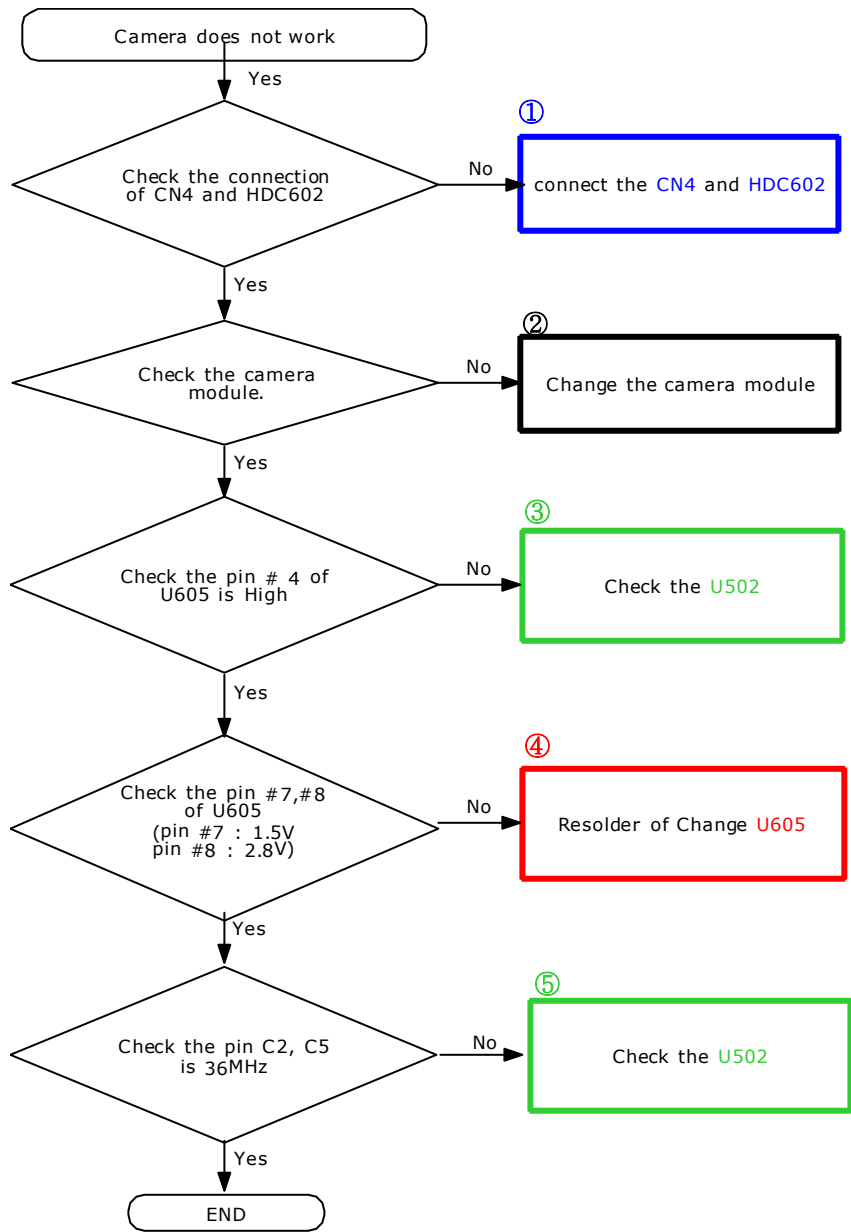 Camera does not work
Yes
①
Check the connection
of CN4 and HDC602
No
connect the CN4 and HDC602
Yes
②
Check the camera
module.
No
Change the camera module
Yes
③
Check the pin # 4 of
U605 is High
No
Check the U502
Yes
④
Check the pin #7,#8
of U605
(pin #7 : 1.5V
pin #8 : 2.8V)
No
Resolder of Change U605
Yes
⑤
Check the pin C2, C5
is 36MHz
No
Check the U502
Yes
END